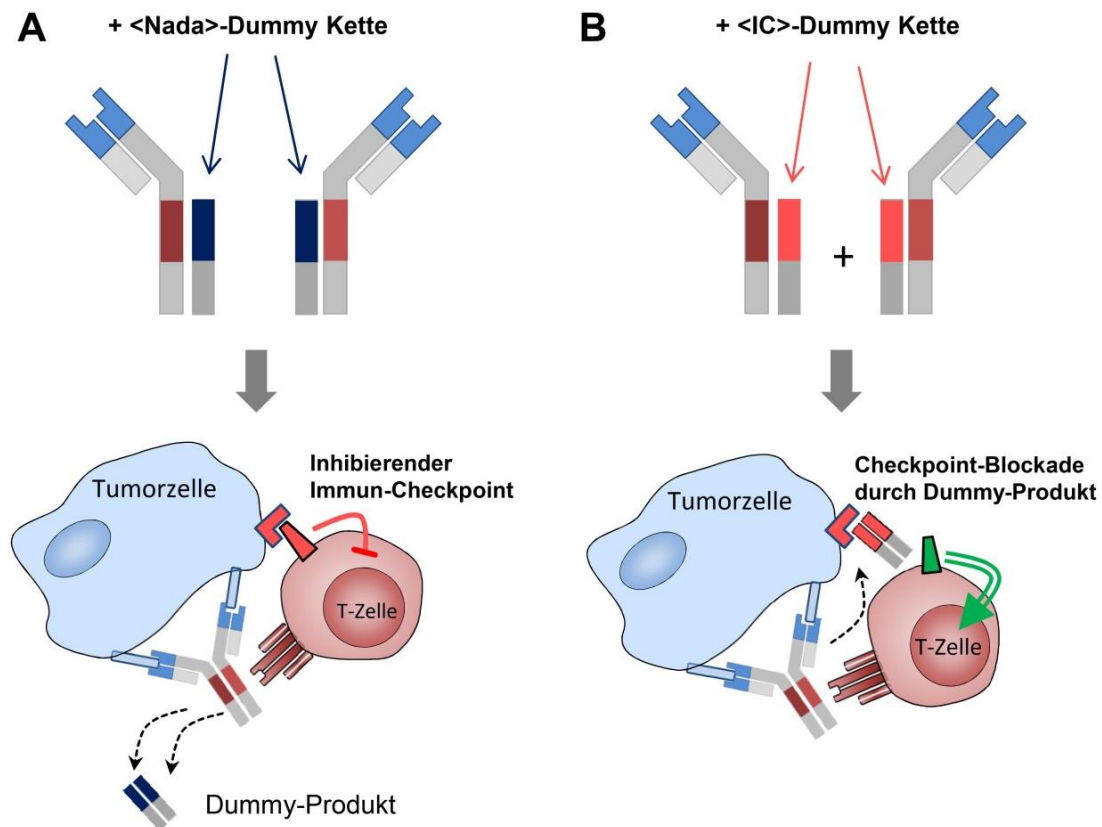 A
+ <Nada>-Dummy Kette
Tumorzelle
Inhibierender
Immun-Checkpoint
T-Zelle
Dummy-Produkt
B
+ <IC>-Dummy Kette
+
Tumorzelle
Checkpoint-Blockade
durch Dummy-Produkt
T-Zelle